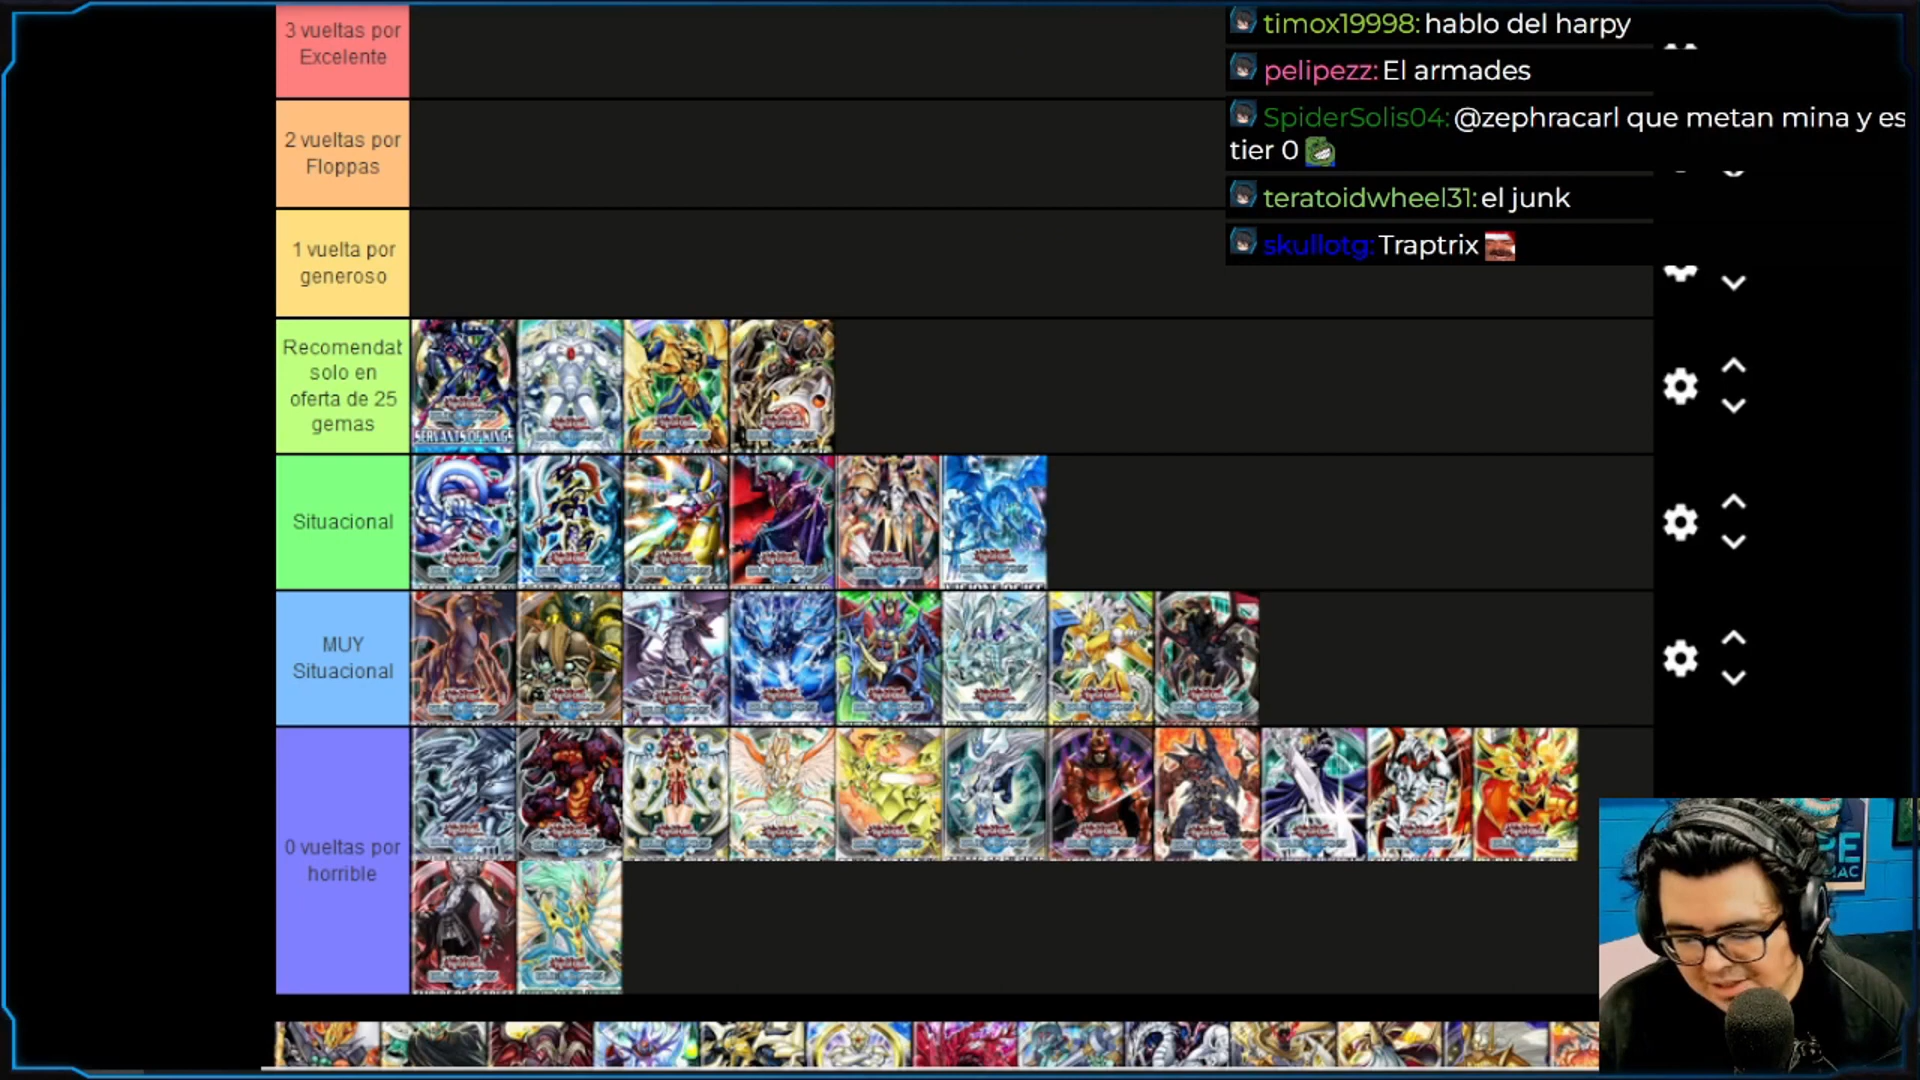 3 vueltas por
Excelente
timox19998: hablo del harpy
pelipezz: El armades
2 vueltas por
Floppas
SpiderSolis04: @zephracarl que metan mina y es
tier 0
teratoidwheel31: el junk
1 vuelta por
generoso
skullotg: Traptrix
Recomendat
solo en
oferta de 25
gemas
SERVANTS OF KINGS
Situacional
MUY
Situacional
0 vueltas por
horrible